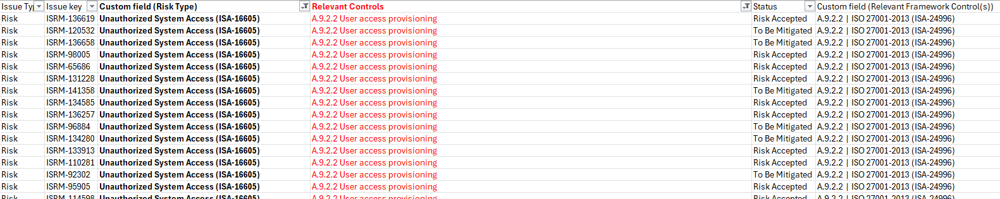 Issue Ty Issue key Custom field (Risk Type) Relevant Controls Status Custom field (Relevant Framework Control(s))
Risk ISRM-136619 Unauthorized System Access (ISA-16605) A.9.2.2 User access provisioning Risk Accepted A.9.2.2 | ISO 27001-2013 (ISA-24996)
Risk ISRM-120532 Unauthorized System Access (ISA-16605) A.9.2.2 User access provisioning To Be Mitigated A.9.2.2 | ISO 27001-2013 (ISA-24996)
Risk ISRM-136658 Unauthorized System Access (ISA-16605) A.9.2.2 User access provisioning To Be Mitigated A.9.2.2 | ISO 27001-2013 (ISA-24996)
Risk ISRM-98005 Unauthorized System Access (ISA-16605) A.9.2.2 User access provisioning Risk Accepted A.9.2.2 | ISO 27001-2013 (ISA-24996)
Risk ISRM-65686 Unauthorized System Access (ISA-16605) A.9.2.2 User access provisioning Risk Accepted A.9.2.2 | ISO 27001-2013 (ISA-24996)
Risk ISRM-131228 Unauthorized System Access (ISA-16605) A.9.2.2 User access provisioning Risk Accepted A.9.2.2 | ISO 27001-2013 (ISA-24996)
Risk ISRM-141358 Unauthorized System Access (ISA-16605) A.9.2.2 User access provisioning To Be Mitigated A.9.2.2 | ISO 27001-2013 (ISA-24996)
Risk ISRM-134585 Unauthorized System Access (ISA-16605) A.9.2.2 User access provisioning Risk Accepted A.9.2.2 | ISO 27001-2013 (ISA-24996)
Risk ISRM-136257 Unauthorized System Access (ISA-16605) A.9.2.2 User access provisioning Risk Accepted A.9.2.2 | ISO 27001-2013 (ISA-24996)
Risk ISRM-96884 Unauthorized System Access (ISA-16605) A.9.2.2 User access provisioning To Be Mitigated A.9.2.2 | ISO 27001-2013 (ISA-24996)
Risk ISRM-134280 Unauthorized System Access (ISA-16605) A.9.2.2 User access provisioning To Be Mitigated A.9.2.2 | ISO 27001-2013 (ISA-24996)
Risk ISRM-133913 Unauthorized System Access (ISA-16605) A.9.2.2 User access provisioning Risk Accepted A.9.2.2 | ISO 27001-2013 (ISA-24996)
Risk ISRM-110281 Unauthorized System Access (ISA-16605) A.9.2.2 User access provisioning Risk Accepted A.9.2.2 | ISO 27001-2013 (ISA-24996)
Risk ISRM-92302 Unauthorized System Access (ISA-16605) A.9.2.2 User access provisioning To Be Mitigated A.9.2.2 | ISO 27001-2013 (ISA-24996)
Risk ISRM-95905 Unauthorized System Access (ISA-16605) A.9.2.2 User access provisioning Risk Accepted A.9.2.2 | ISO 27001-2013 (ISA-24996)
Risk ISRM-114598 Unauthorized System Access (ISA-16605) A.9.2.2 User access provisioning Risk Accepted A.9.2.2 | ISO 27001-2013 (ISA-24996)